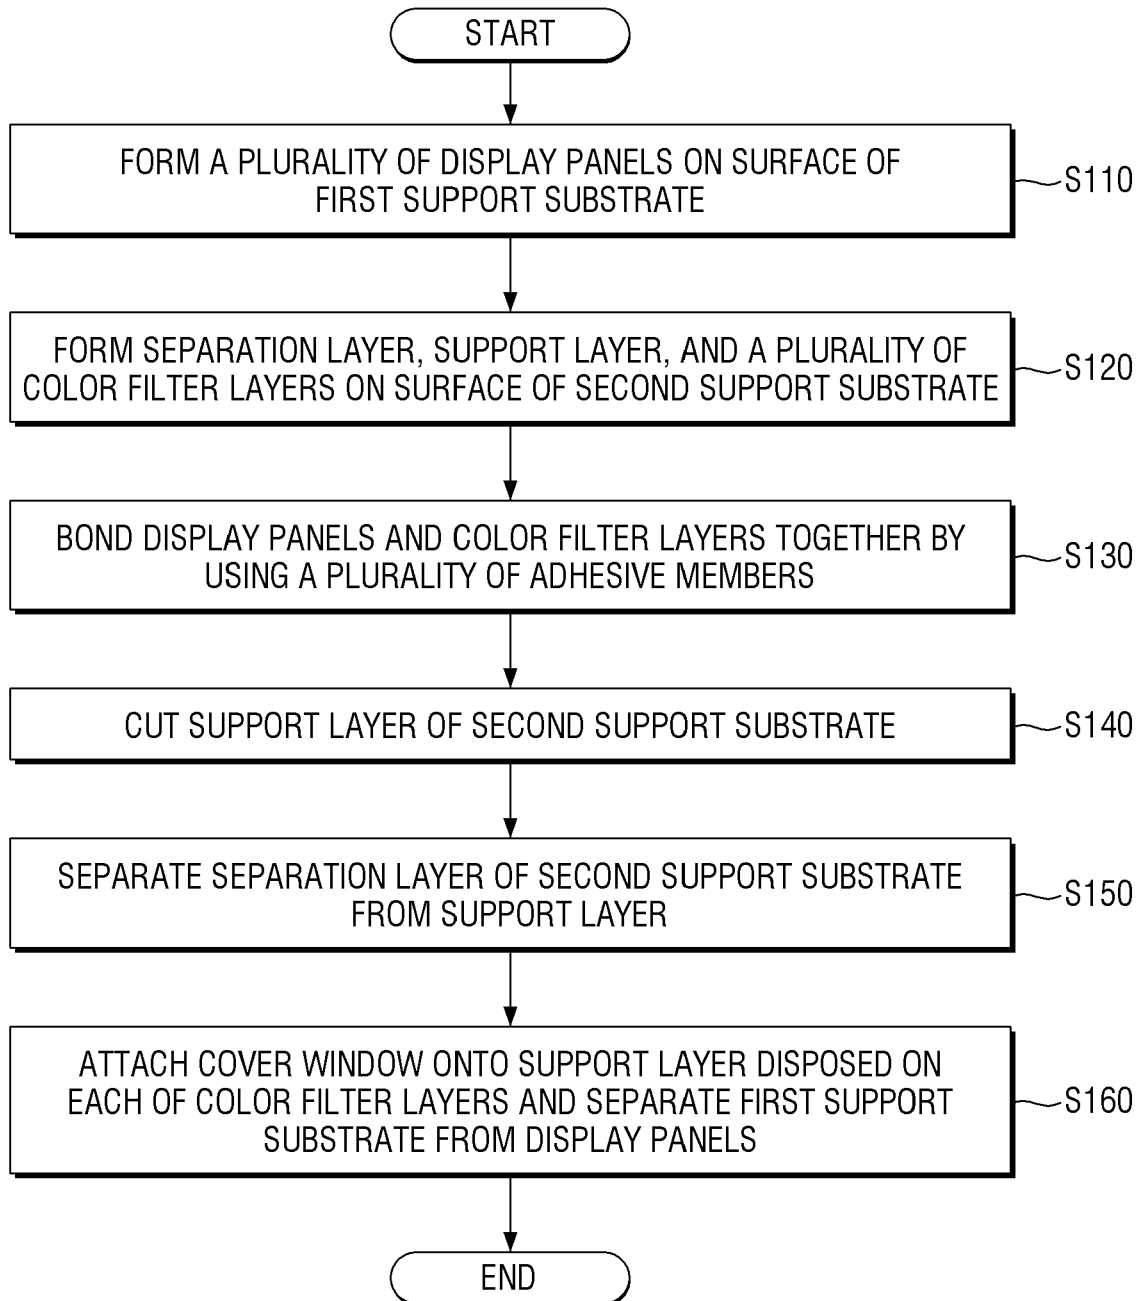 START
FORM A PLURALITY OF DISPLAY PANELS ON SURFACE OF
FIRST SUPPORT SUBSTRATE
S110
FORM SEPARATION LAYER, SUPPORT LAYER, AND A PLURALITY OF
COLOR FILTER LAYERS ON SURFACE OF SECOND SUPPORT SUBSTRATE
S120
BOND DISPLAY PANELS AND COLOR FILTER LAYERS TOGETHER BY
USING A PLURALITY OF ADHESIVE MEMBERS
S130
CUT SUPPORT LAYER OF SECOND SUPPORT SUBSTRATE
S140
SEPARATE SEPARATION LAYER OF SECOND SUPPORT SUBSTRATE
FROM SUPPORT LAYER
S150
ATTACH COVER WINDOW ONTO SUPPORT LAYER DISPOSED ON
EACH OF COLOR FILTER LAYERS AND SEPARATE FIRST SUPPORT
SUBSTRATE FROM DISPLAY PANELS
S160
END